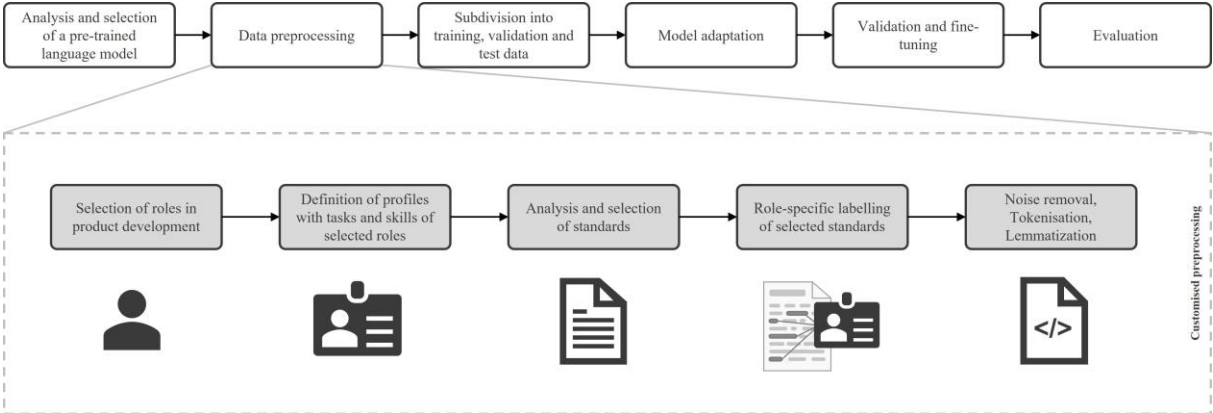 Analysis and selection
of a pre-trained
language model
Data preprocessing
Subdivision into
training, validation and
test data
Model adaptation
Validation and fine-
tuning
Evaluation
Selection of roles in
product development
Definition of profiles
with tasks and skills of
selected roles
Analysis and selection
of standards
Role-specific labelling
of selected standards
Noise removal,
Tokenisation,
Lemmatization
</>
Customised preprocessing